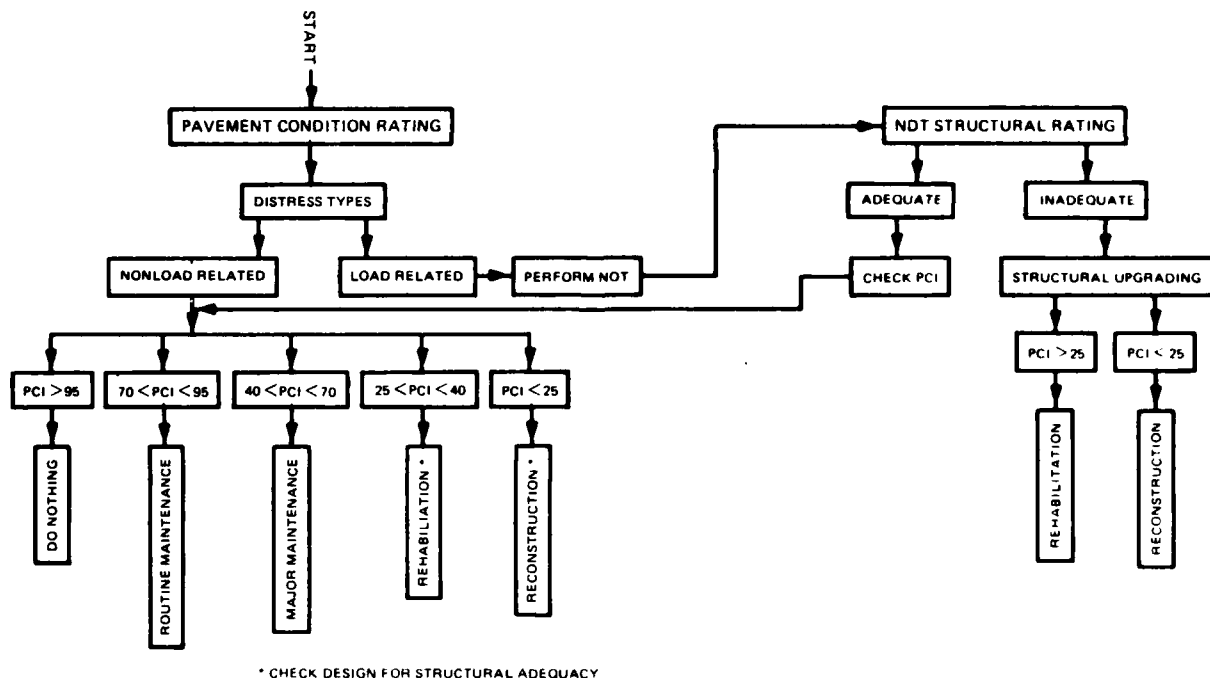 START
PAVEMENT CONDITION RATING
NDT STRUCTURAL RATING
DISTRESS TYPES
ADEQUATE
INADEQUATE
NONLOAD RELATED
LOAD RELATED
PERFORM NOT
CHECK PCI
STRUCTURAL UPGRADING
PCI > 25
PCI < 25
PCI > 95
70 < PCI < 95
40 < PCI < 70
25 < PCI < 40
PCI < 25
DO NOTHING
ROUTINE MAINTENANCE
MAJOR MAINTENANCE
REHABILIATION *
RECONSTRUCTION *
REHABILITATION
RECONSTRUCTION
* CHECK DESIGN FOR STRUCTURAL ADEQUACY